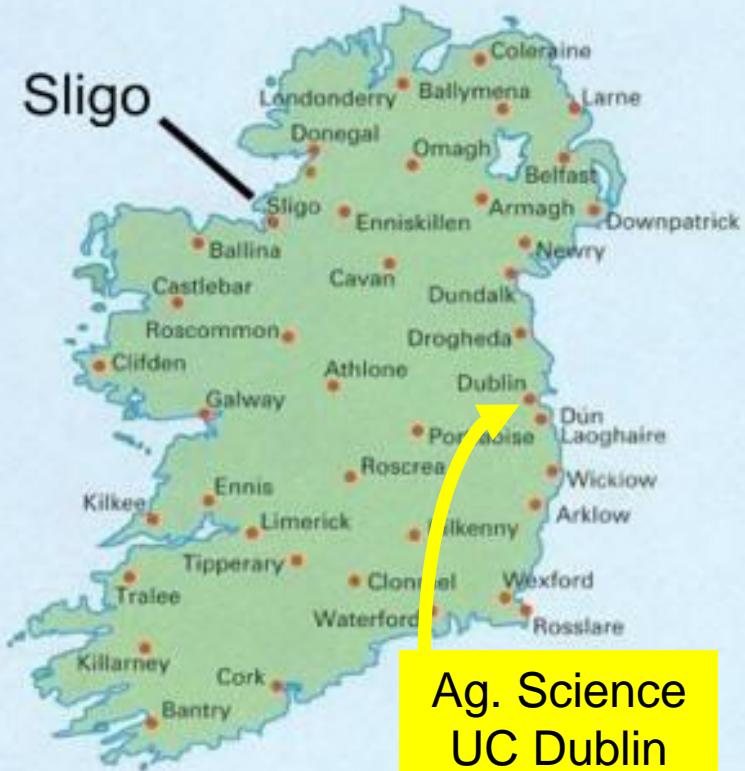 Sligo
Coleraine
Londonderry
Ballymena
Larne
Donegal
Omagh
Belfast
Sligo
Enniskillen
Armagh
Downpatrick
Ballina
Newry
Cavan
Castlebar
Dundalk
Roscommon
Drogheda
Clifden
Athlone
Dublin
Galway
Dún
Laoghaire
Roscrea
Wicklow
Kilkee
Ennis
Arklow
Limerick
Kilkenny
Tipperary
Clonmel
Wexford
Tralee
Waterford
Rosslare
Killarney
Cork
Bantry
Ag. Science
UC Dublin